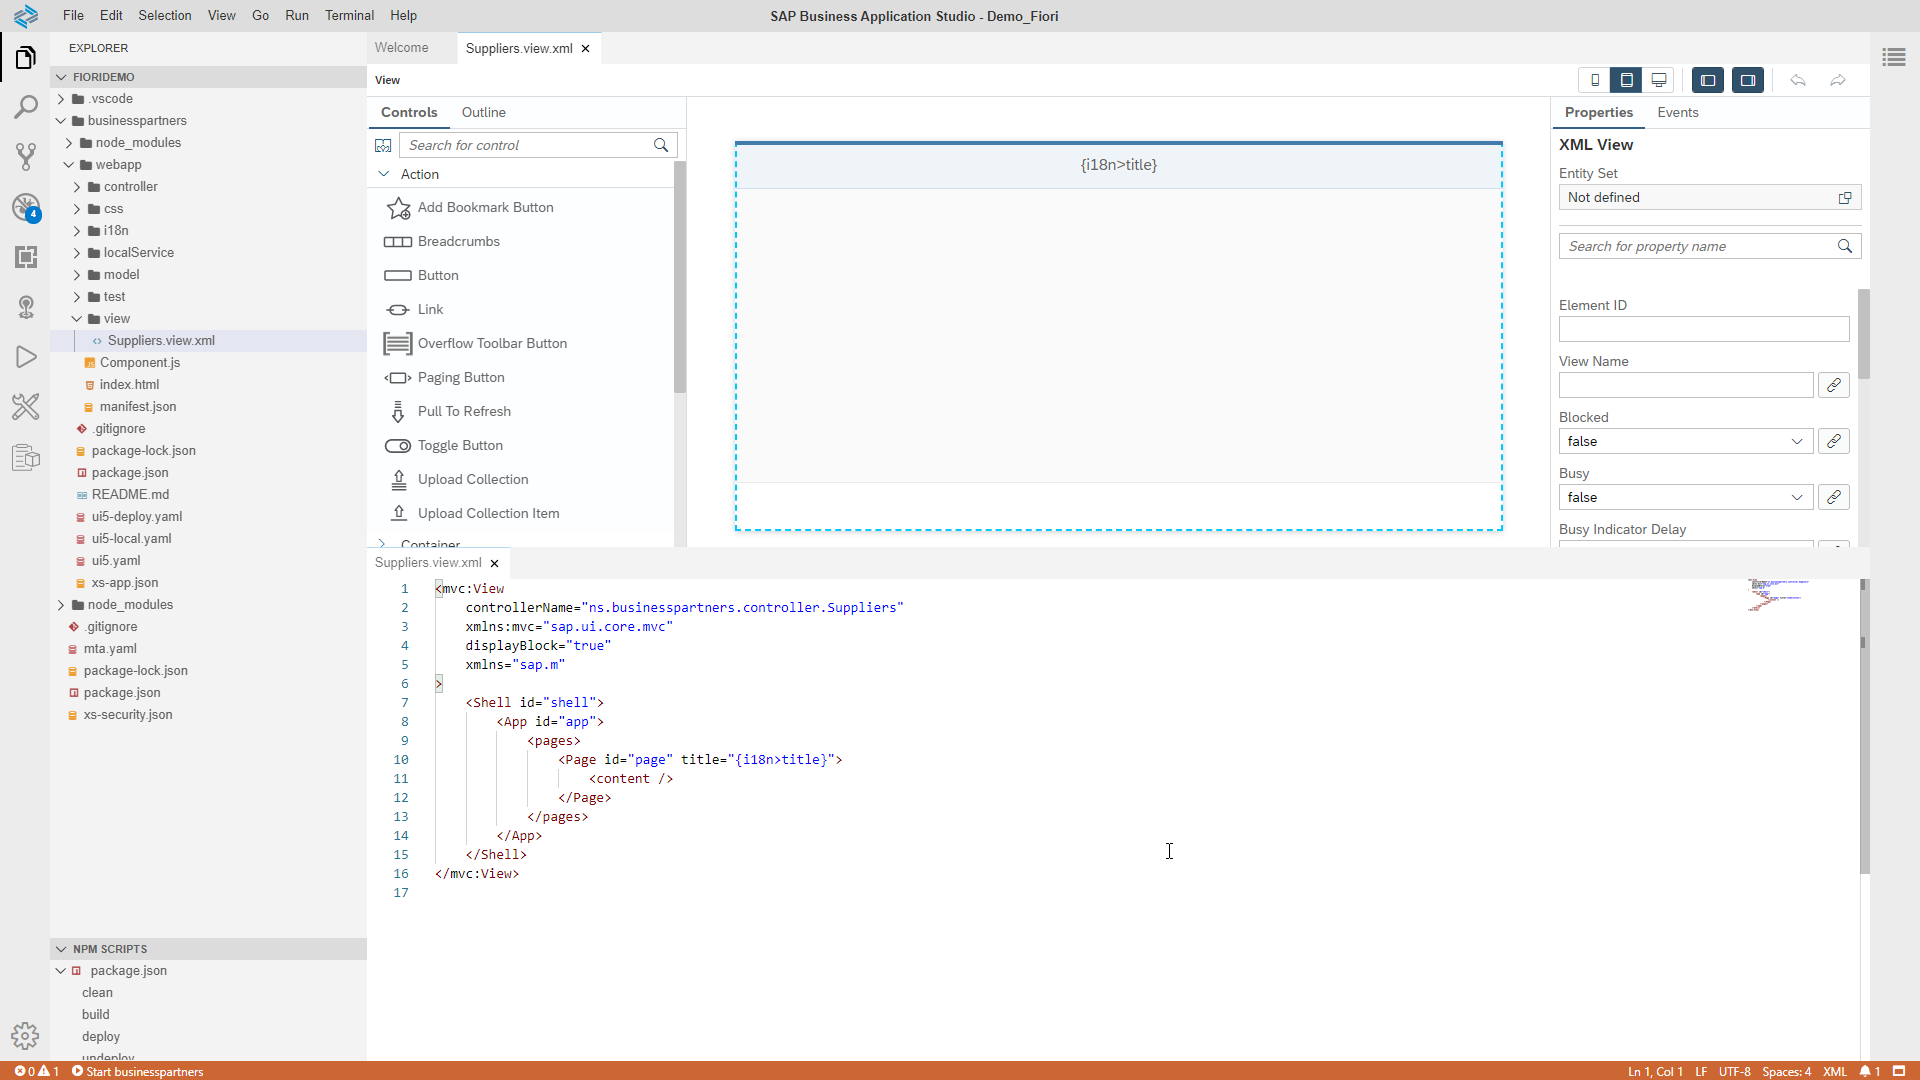 File Edit Selection View Go Run Terminal Help
SAP Business Application Studio - Demo_Fiori
EXPLORER
FIORIDEMO
.vscode
businesspartners
node_modules
webapp
controller
css
i18n
localService
model
test
view
Suppliers.view.xml
Component.js
index.html
manifest.json
.gitignore
package-lock.json
package.json
README.md
ui5-deploy.yaml
ui5-local.yaml
ui5.yaml
xs-app.json
node_modules
.gitignore
mta.yaml
package-lock.json
package.json
xs-security.json
NPM SCRIPTS
package.json
clean
build
deploy
undeploy
4
Welcome
Suppliers.view.xml
View
Controls Outline
Search for control
Action
Add Bookmark Button
Breadcrumbs
Button
Link
Overflow Toolbar Button
Paging Button
Pull To Refresh
Toggle Button
Upload Collection
Upload Collection Item
Container
{i18n>title}
Properties Events
XML View
Entity Set
Not defined
Search for property name
Element ID
View Name
Blocked
false
Busy
false
Busy Indicator Delay
Suppliers.view.xml
1 <mvc:View
2 controllerName="ns.businesspartners.controller.Suppliers"
3 xmlns:mvc="sap.ui.core.mvc"
4 displayBlock="true"
5 xmlns="sap.m"
6 >
7 <Shell id="shell">
8 <App id="app">
9 <pages>
10 <Page id="page" title="{i18n>title}">
11 <content />
12 </Page>
13 </pages>
14 </App>
15 </Shell>
16 </mvc:View>
17
0 1 Start businesspartners
Ln 1, Col 1 LF UTF-8 Spaces: 4 XML 1